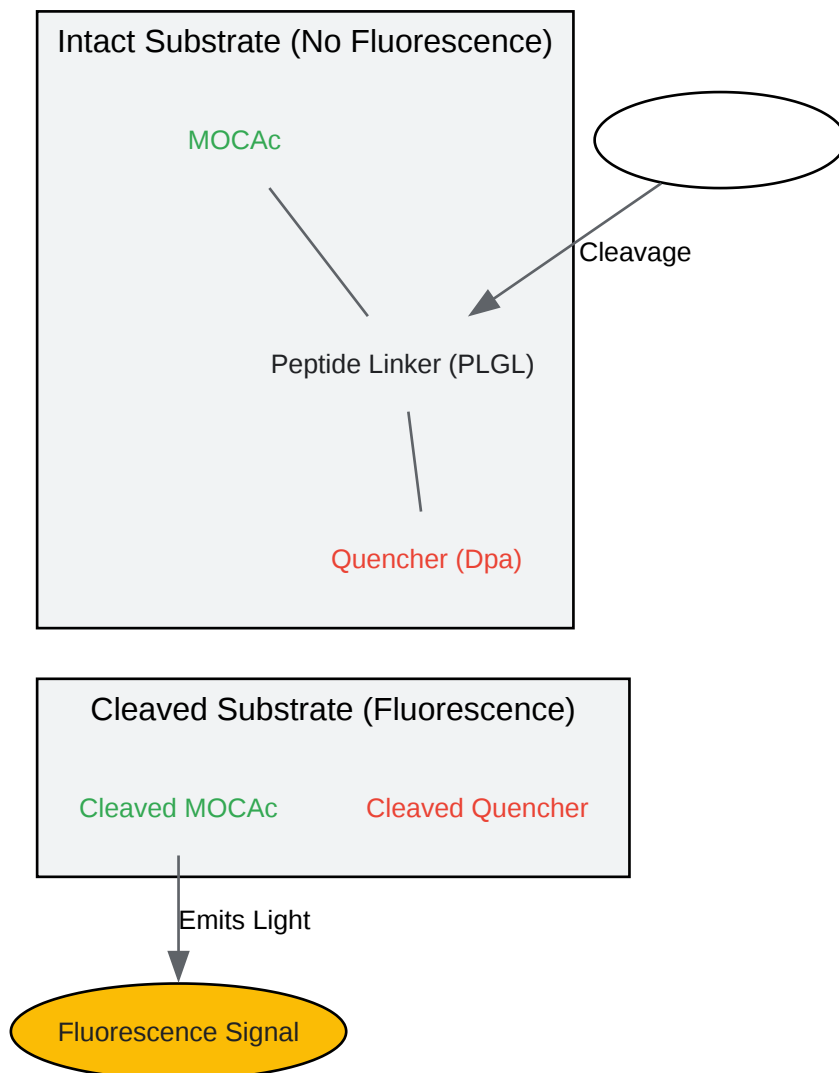 Intact Substrate (No Fluorescence)
MOCAc
Cleavage
Peptide Linker (PLGL)
Quencher (Dpa)
Cleaved Substrate (Fluorescence)
Cleaved MOCAc
Cleaved Quencher
Emits Light
Fluorescence Signal